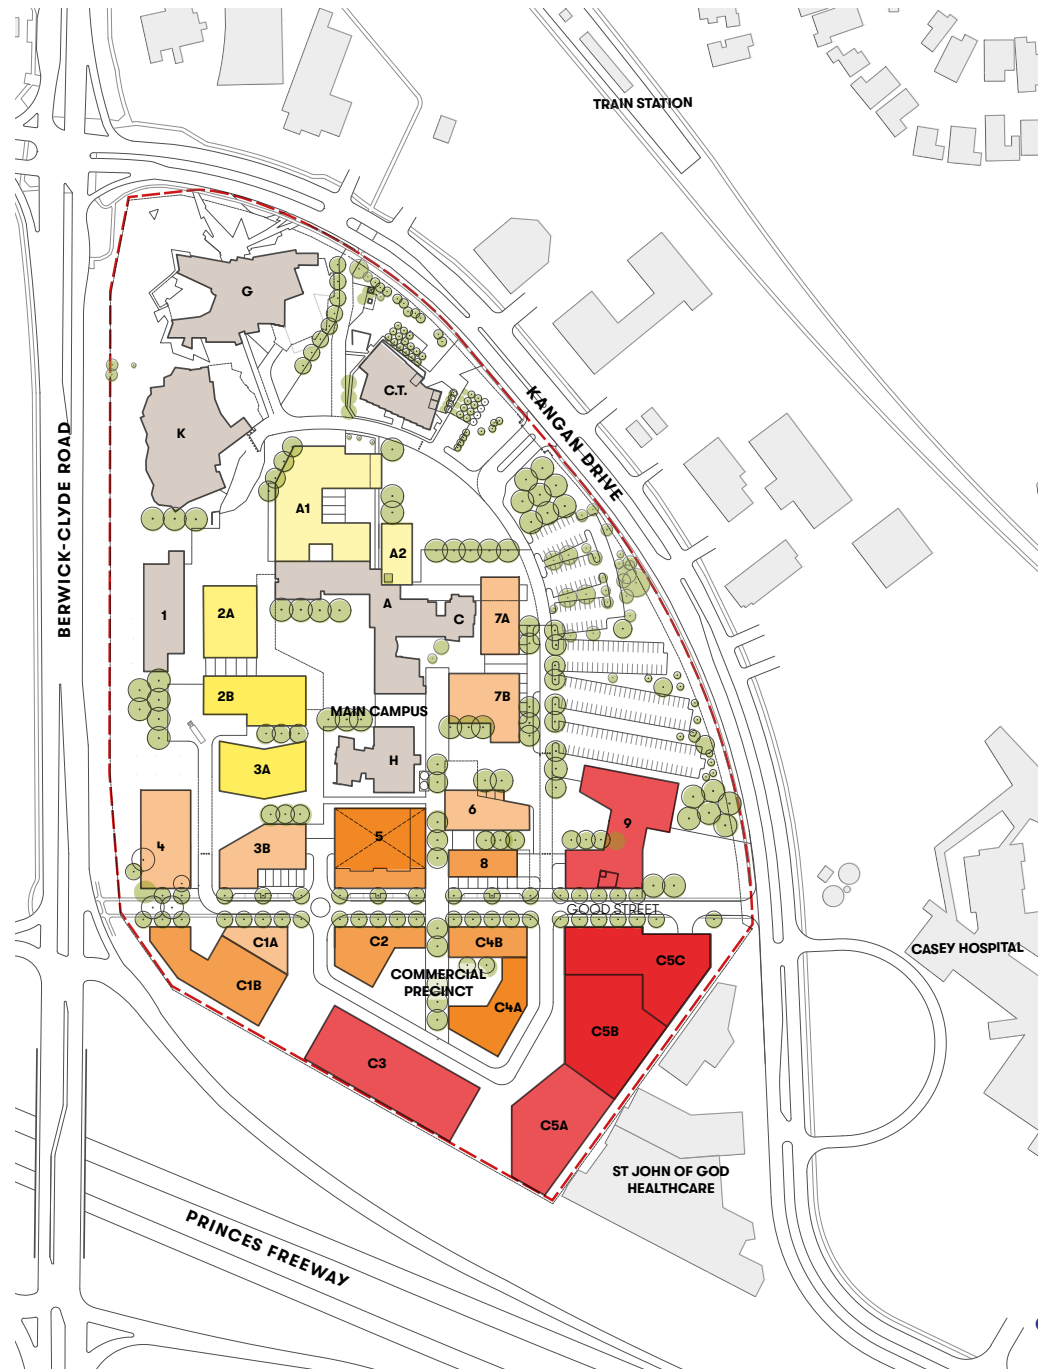 TRAIN STATION
G
C.T.
KANGAN DRIVE
K
BERWICK-CLYDE ROAD
A1
A2
1
2A
A
C
7A
2B
7B
MAIN CAMPUS
H
3A
6
9
4
3B
5
8
GOOD STREET
C1A
C2
C4B
C5C
CASEY HOSPITAL
C1B
COMMERCIAL
PRECINCT
C4A
C5B
C3
C5A
ST JOHN OF GOD
HEALTHCARE
PRINCES FREEWAY